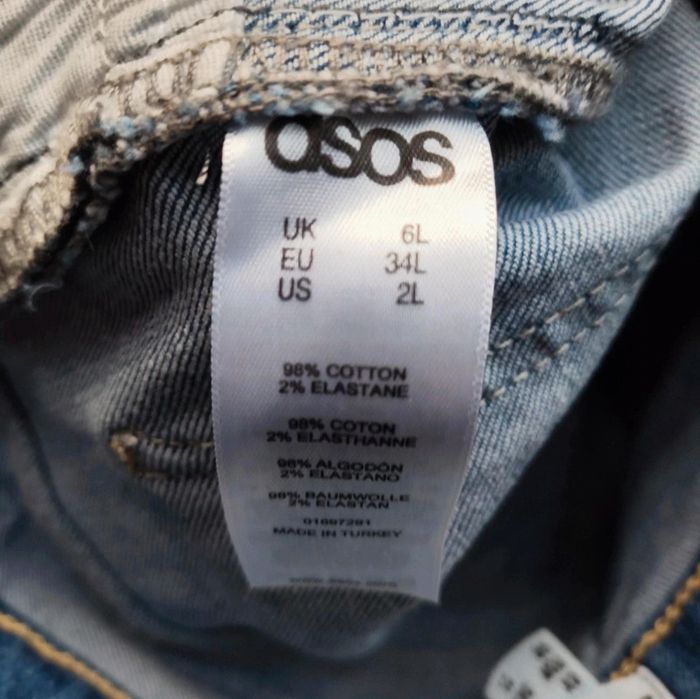 asos
UK 6L
EU 34L
US 2L
98% COTTON
2% ELASTANE
98% COTON
2% ELASTHANNE
98% ALGODÓN
2% ELASTANO
98% BAUMWOLLE
2% ELASTAN
01697291
MADE IN TURKEY